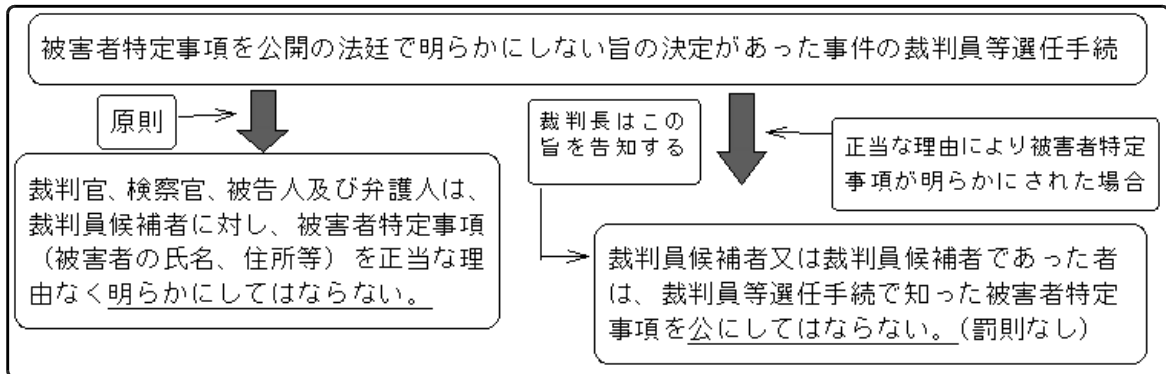 被害者特定事項を公開の法廷で明らかにしない旨の決定があった事件の裁判員等選任手続
原則
裁判官、検察官、被告人及び弁護人は、
裁判員候補者に対し、被害者特定事項
（被害者の氏名、住所等）を正当な理
由なく明らかにしてはならない。
裁判長はこの
旨を告知する
正当な理由により被害者特定
事項が明らかにされた場合
裁判員候補者又は裁判員候補者であった者
は、裁判員等選任手続で知った被害者特定
事項を公にしてはならない。（罰則なし）